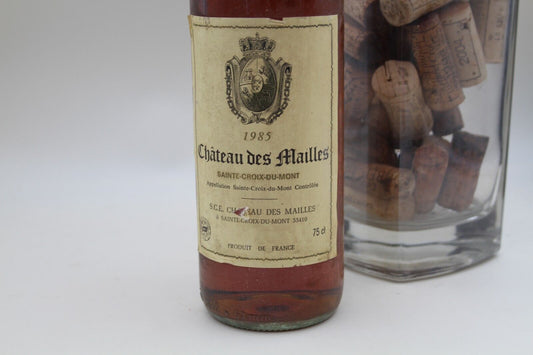 1985
Château des Mailles
SAINTE-CROIX-DU-MONT
Appellation Sainte-Croix-du-Mont Contrôlée
S.C.E. CHÂTEAU DES MAILLES
à SAINTE-CROIX-DU-MONT 33410
75 cl
PRODUIT DE FRANCE